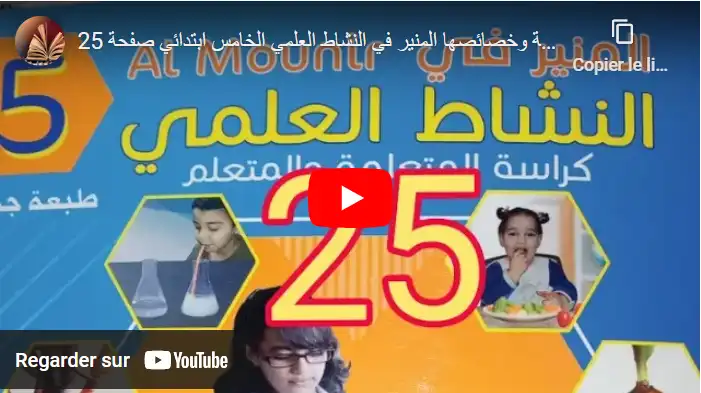 ...ة وخصائصها المنير في النشاط العلمي الخامس ابتدائي صفحة 25
Copier le li...
المنير في Al Mounir
النشاط العلمي
كراسة المتعلمة والمتعلم
5
طبعة
25
Regarder sur YouTube